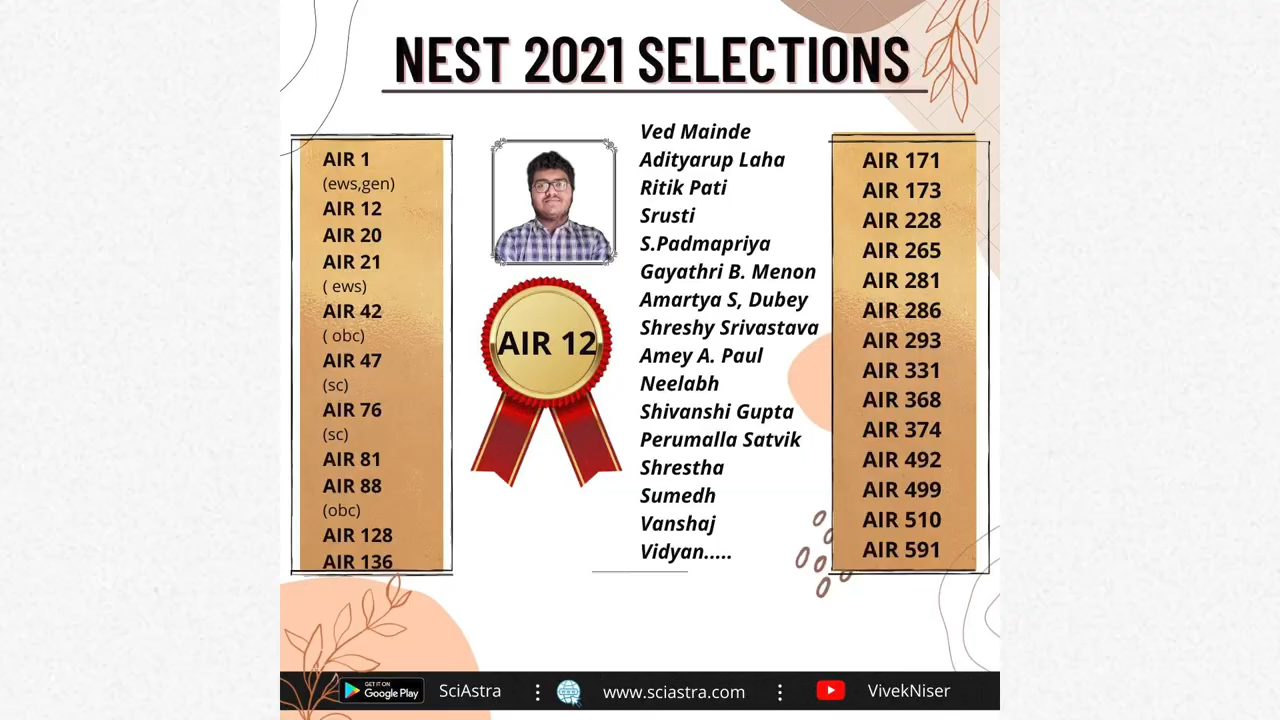 NEST 2021 SELECTIONS
AIR 1
(ews,gen)
AIR 12
AIR 20
AIR 21
( ews)
AIR 42
( obc)
AIR 47
(sc)
AIR 76
(sc)
AIR 81
AIR 88
(obc)
AIR 128
AIR 136
AIR 12
Ved Mainde
Adityarup Laha
Ritik Pati
Srusti
S.Padmapriya
Gayathri B. Menon
Amartya S, Dubey
Shreshy Srivastava
Amey A. Paul
Neelabh
Shivanshi Gupta
Perumalla Satvik
Shrestha
Sumedh
Vanshaj
Vidyan.....
AIR 171
AIR 173
AIR 228
AIR 265
AIR 281
AIR 286
AIR 293
AIR 331
AIR 368
AIR 374
AIR 492
AIR 499
AIR 510
AIR 591
GET IT ON
Google Play
SciAstra
www.sciastra.com
VivekNiser